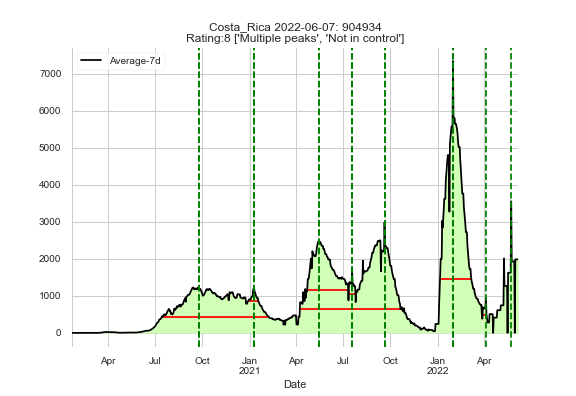 Costa_Rica 2022-06-07: 904934
Rating:8 ['Multiple peaks', 'Not in control']
Average-7d
7000
6000
5000
4000
3000
2000
1000
0
Apr Jul Oct Jan Apr Jul Oct Jan Apr
2021 2022
Date